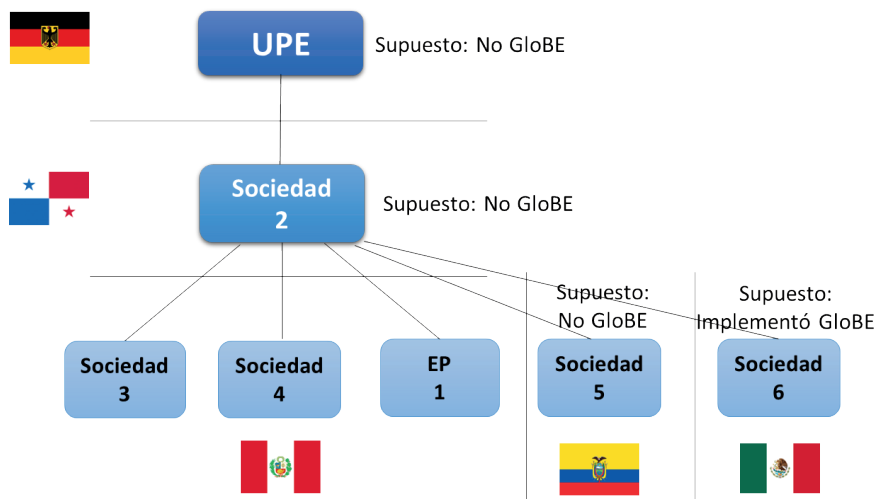 UPE
Supuesto: No GloBE
Sociedad
2
Supuesto: No GloBE
Supuesto:
No GloBE
Supuesto:
Implementó GloBE
Sociedad
3
Sociedad
4
EP
1
Sociedad
5
Sociedad
6